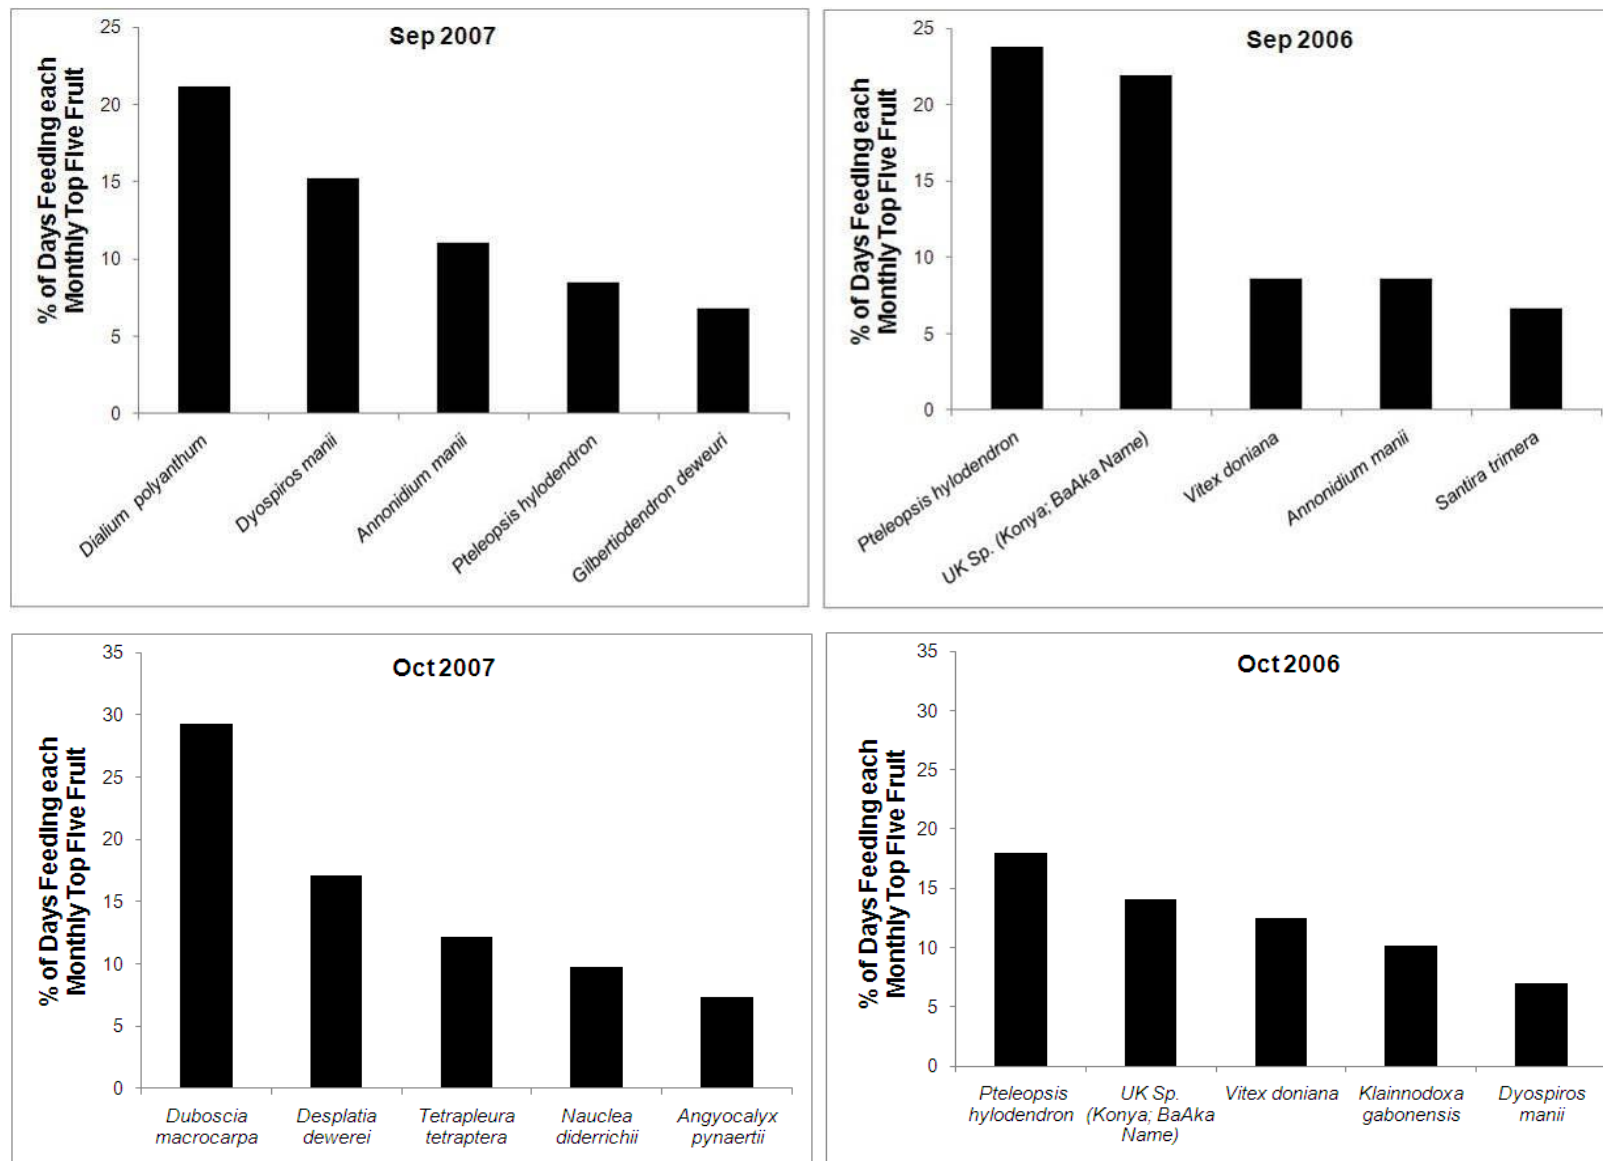 Sep 2007
% of Days Feeding each
Monthly Top Five Fruit
25
20
15
10
5
0
Dialium polyanthum
Dyospiros manii
Annonidium manii
Pteleopsis hylodendron
Gilbertiodendron deweuri
Sep 2006
% of Days Feeding each
Monthly Top Five Fruit
25
20
15
10
5
0
Pteleopsis hylodendron
UK Sp. (Konya; BaAka Name)
Vitex doniana
Annonidium manii
Santira trimera
Oct 2007
% of Days Feeding each
Monthly Top Five Fruit
35
30
25
20
15
10
5
0
Duboscia
macrocarpa
Desplatia
dewerei
Tetrapleura
tetraptera
Nauclea
diderrichii
Angyocalyx
pynaertii
Oct 2006
% of Days Feeding each
Monthly Top Five Fruit
35
30
25
20
15
10
5
0
Pteleopsis
hylodendron
UK Sp.
(Konya; BaAka
Name)
Vitex doniana
Klainnodoxa
gabonensis
Dyospiros
manii